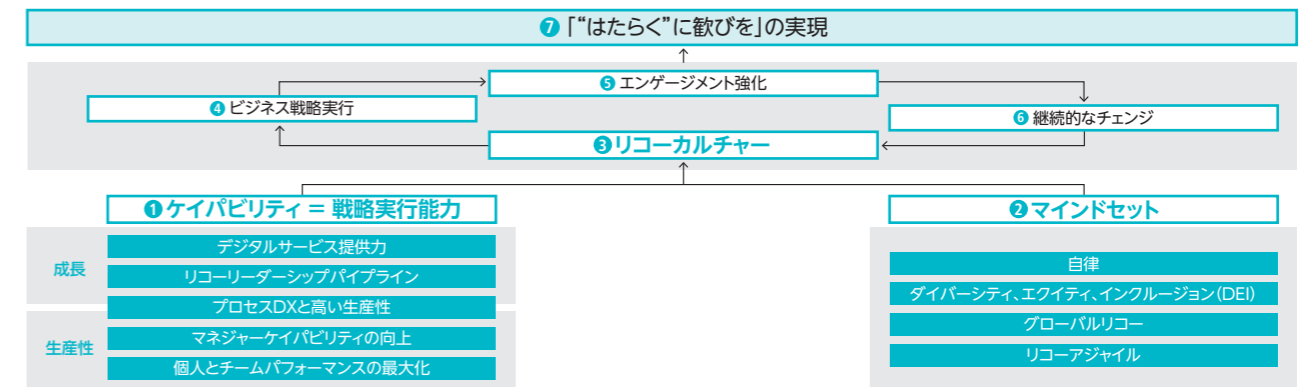 ❼「“はたらく”に歓びを」の実現
❺ エンゲージメント強化
❹ ビジネス戦略実行
❻ 継続的なチェンジ
❸リコーカルチャー
❶ケイパビリティ = 戦略実行能力
❷マインドセット
成長
デジタルサービス提供力
リコーリーダーシップパイプライン
プロセスDXと高い生産性
生産性
マネジャーケイパビリティの向上
個人とチームパフォーマンスの最大化
自律
ダイバーシティ、エクイティ、インクルージョン(DEI)
グローバルリコー
リコーアジャイル